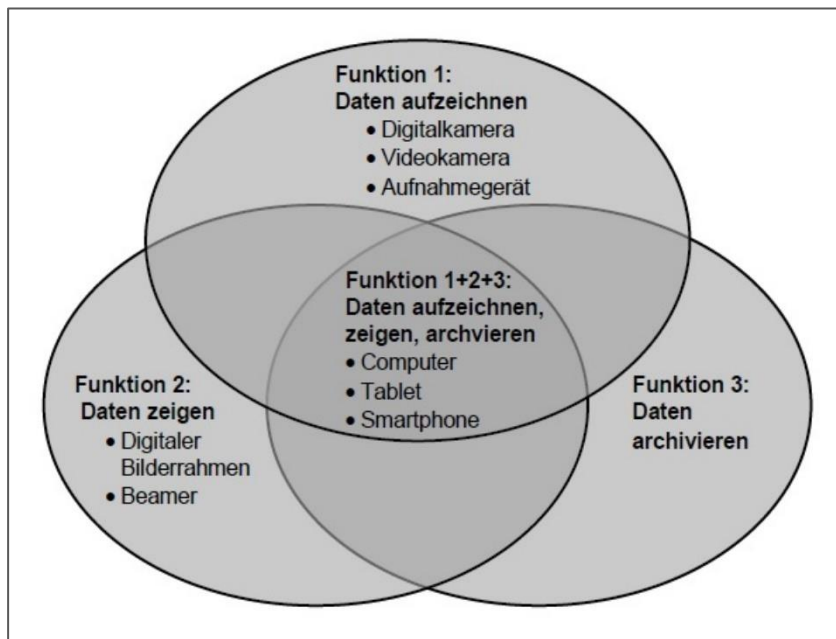 Funktion 1:
Daten aufzeichnen
• Digitalkamera
• Videokamera
• Aufnahmegerät
Funktion 1+2+3:
Daten aufzeichnen,
zeigen, archvieren
• Computer
• Tablet
• Smartphone
Funktion 2:
Daten zeigen
• Digitaler
Bilderrahmen
• Beamer
Funktion 3:
Daten
archivieren